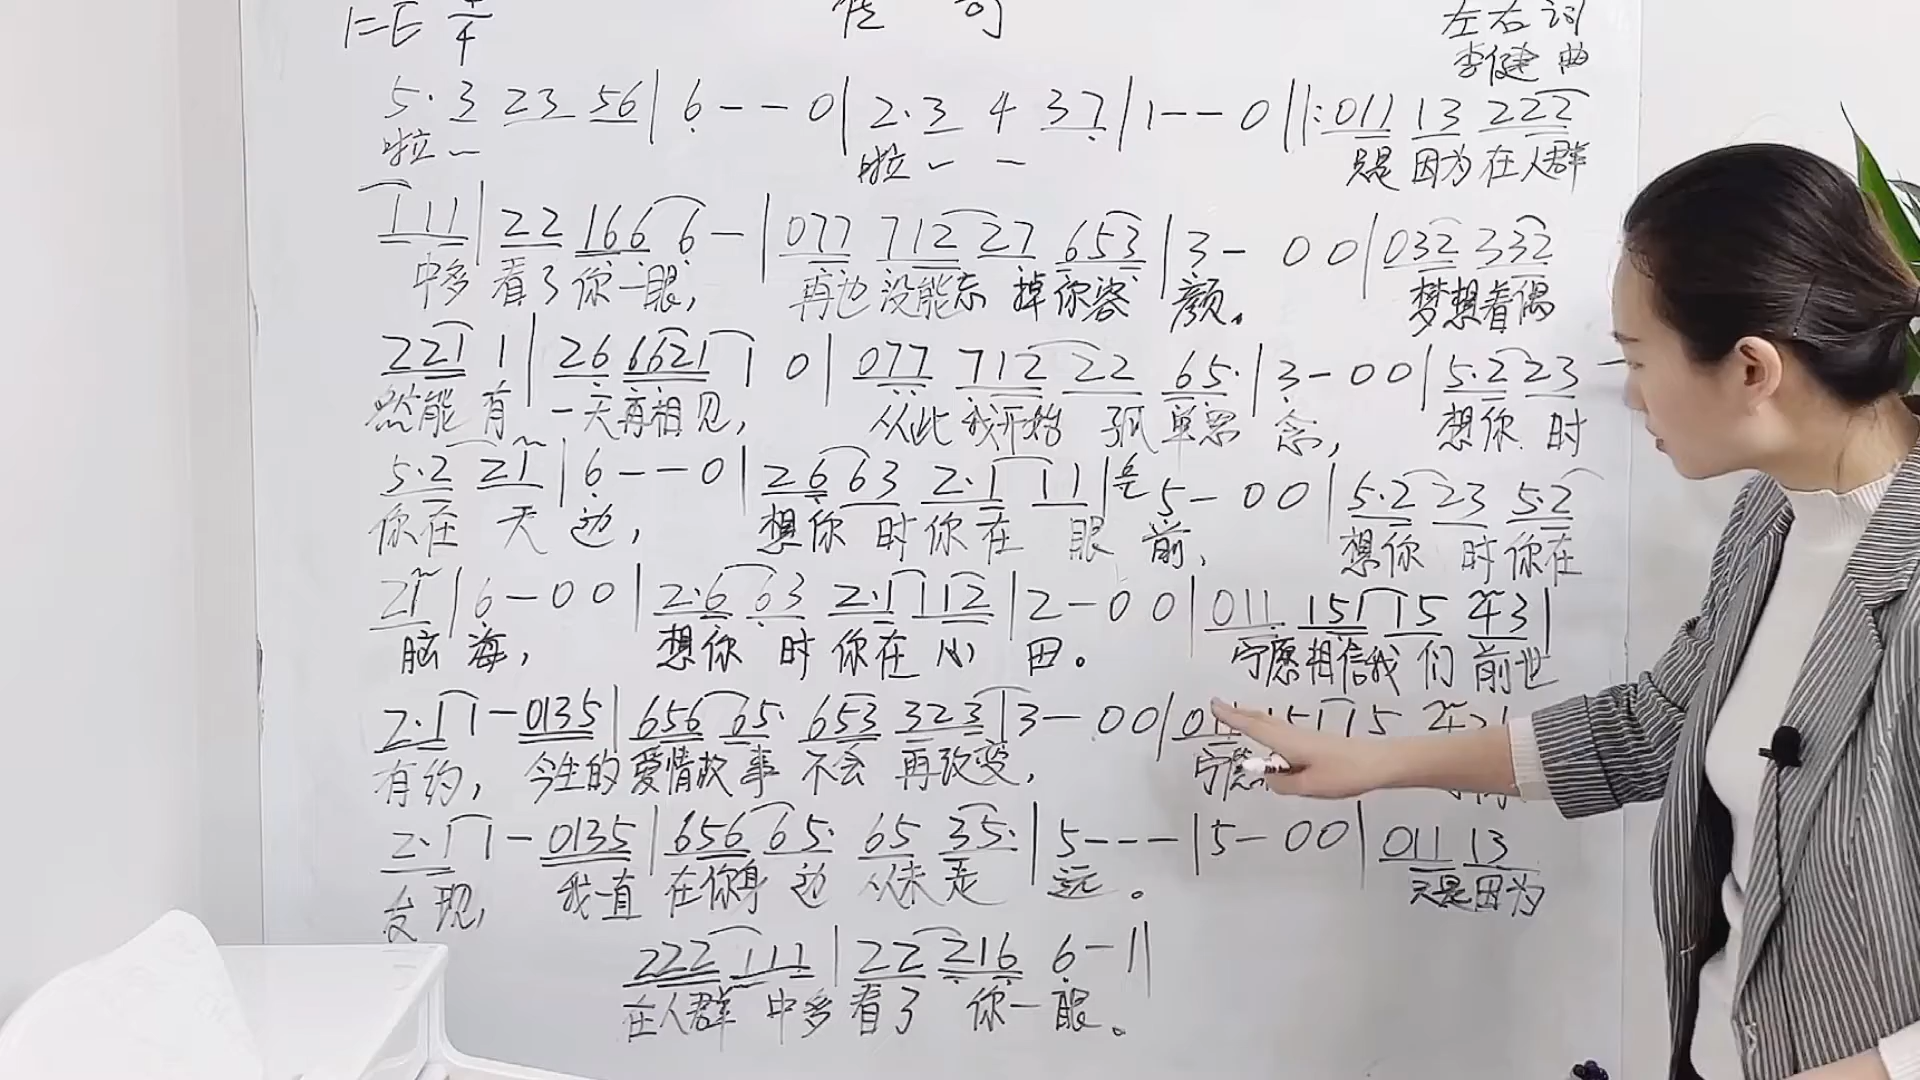 1=E 4/4 传 奇 左右 词
李健 曲
5·3 23 56 | 6 - - 0 | 2·3 4 37 | 1 - - 0 ||: 011 13 222
啦 — 啦 — — 只是 因为 在人群
111 | 22 166 6 - | 077 712 27 653 | 3 - 0 0 | 032 332
中多 看了你一眼, 再也没能忘 掉你容 颜。 梦想着偶
221 1 | 26 6621 1 0 | 077 712 22 65· | 3 - 0 0 | 5·2 23
然能 有 一天再相见, 从此 我开始 孤单思 念, 想你 时
5·2 21 | 6 - - 0 | 26 63 2·1 11 | 5 - 0 0 | 5·2 23 5·2
你在 天 边, 想你 时你在 眼 前, 想你 时你在
21 | 6 - 0 0 | 2·6 63 2·1 112 | 2 - 0 0 | 011 151 15 243 |
脑 海, 想你 时你在 心 田。 宁愿相信我 们 前世
2·1 1 - 0135 | 656 65· 653 323 | 3 - 0 0 | 15
有约, 今生的 爱情故 事 不会 再改变, 宁愿
2·1 1 - 0135 | 656 65· 65 35· | 5 - - - | 5 - 0 0 | 011 13
发现, 我一直 在你身 边 从未 走 远。 只是因为
222 111 | 22 216 6 - ||
在人群 中多 看了 你一 眼。